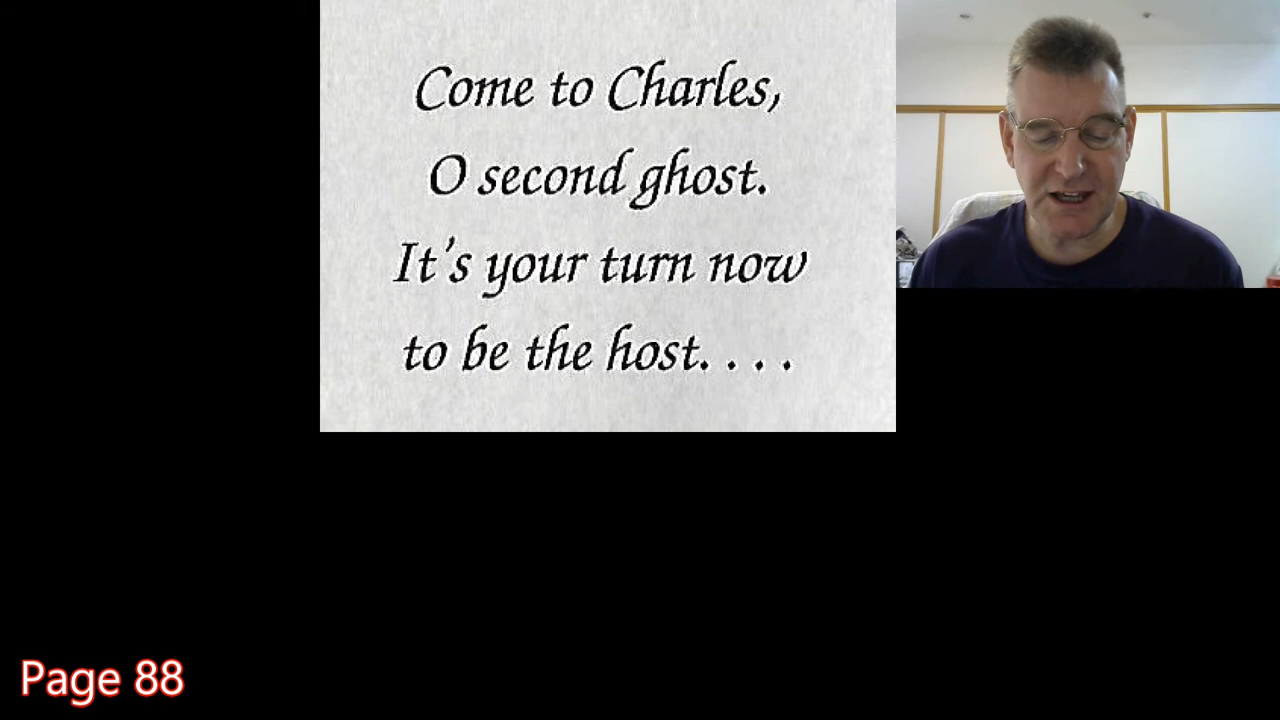 Come to Charles,
O second ghost.
It's your turn now
to be the host. . . .
Page 88